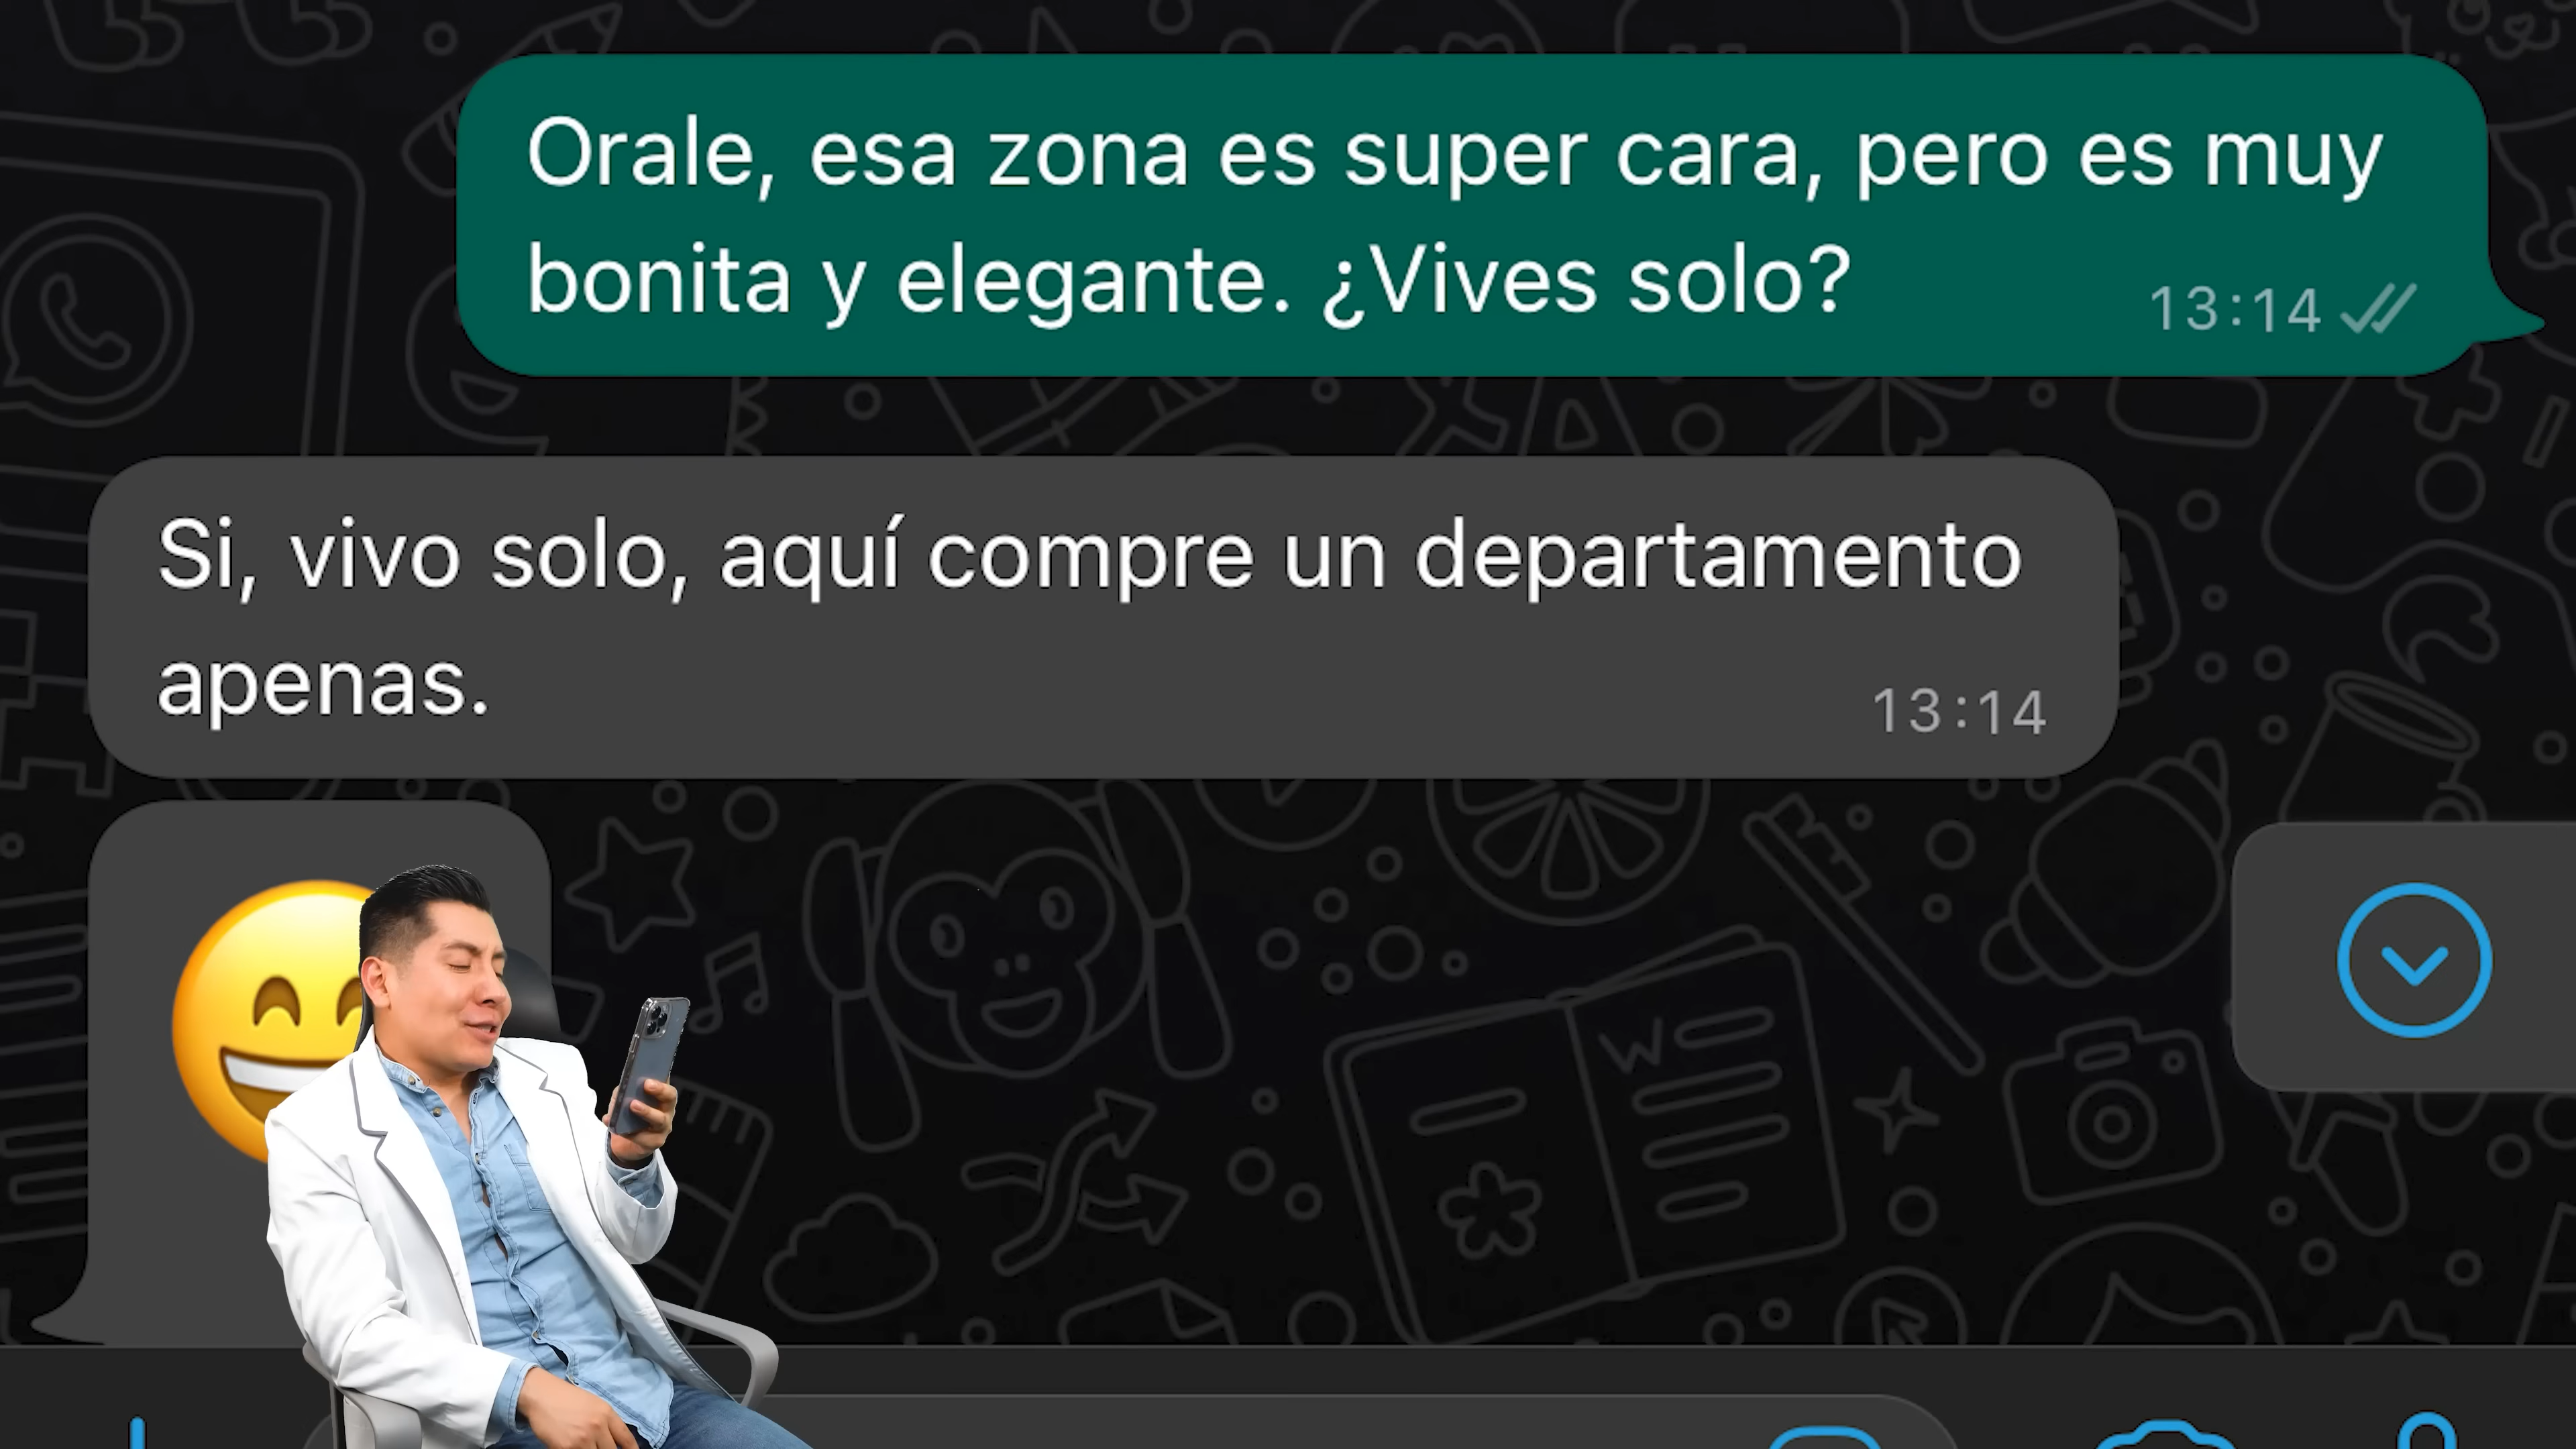 Orale, esa zona es super cara, pero es muy
bonita y elegante. ¿Vives solo?
13:14
Si, vivo solo, aquí compre un departamento
apenas.
13:14